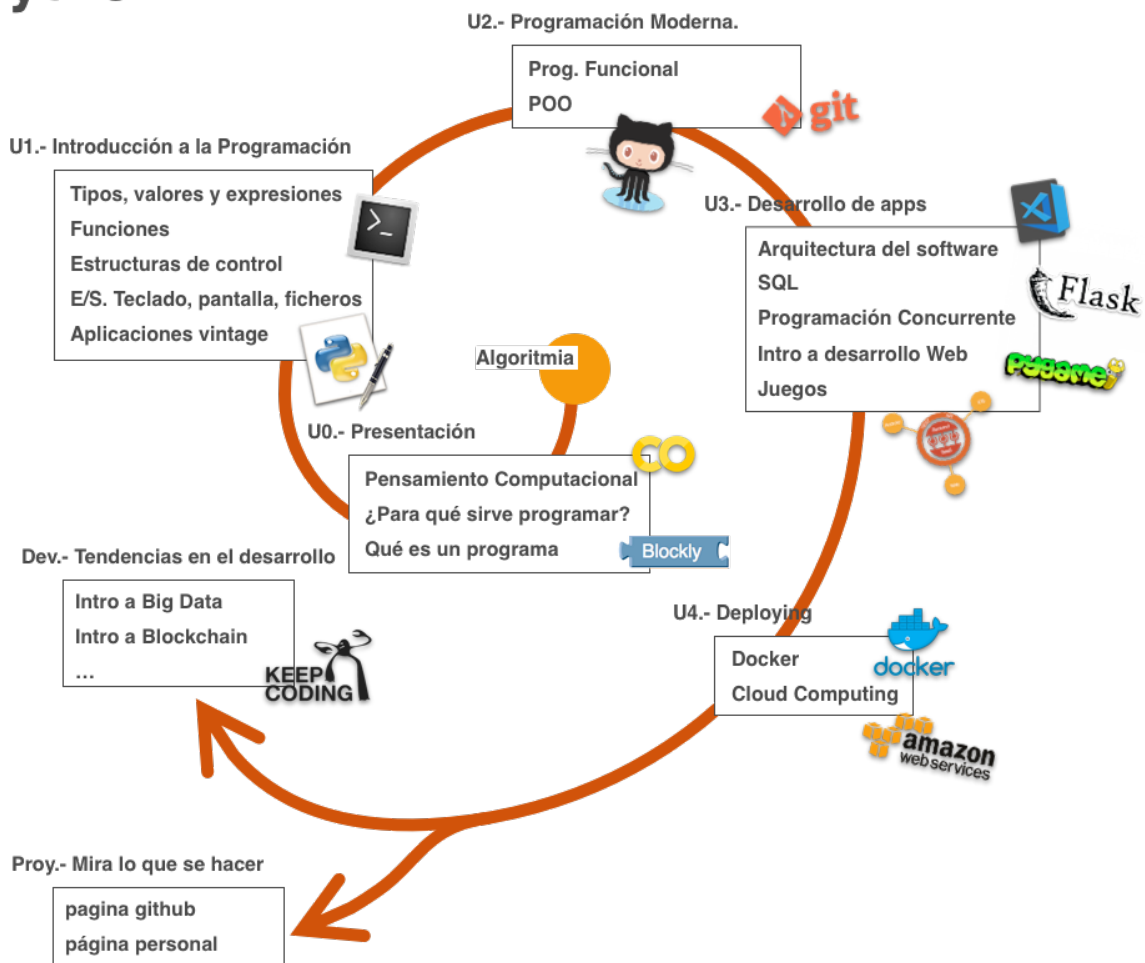 U2.- Programación Moderna.
Prog. Funcional
POO
git
U1.- Introducción a la Programación
Tipos, valores y expresiones
Funciones
Estructuras de control
E/S. Teclado, pantalla, ficheros
Aplicaciones vintage
>_
U3.- Desarrollo de apps
Arquitectura del software
SQL
Programación Concurrente
Intro a desarrollo Web
Juegos
Flask
pygame
Algoritmia
U0.- Presentación
Pensamiento Computacional
¿Para qué sirve programar?
Qué es un programa
CO
Blockly
Dev.- Tendencias en el desarrollo
Intro a Big Data
Intro a Blockchain
...
KEEP
CODING
U4.- Deploying
Docker
Cloud Computing
docker
amazon
webservices
Proy.- Mira lo que se hacer
pagina github
página personal